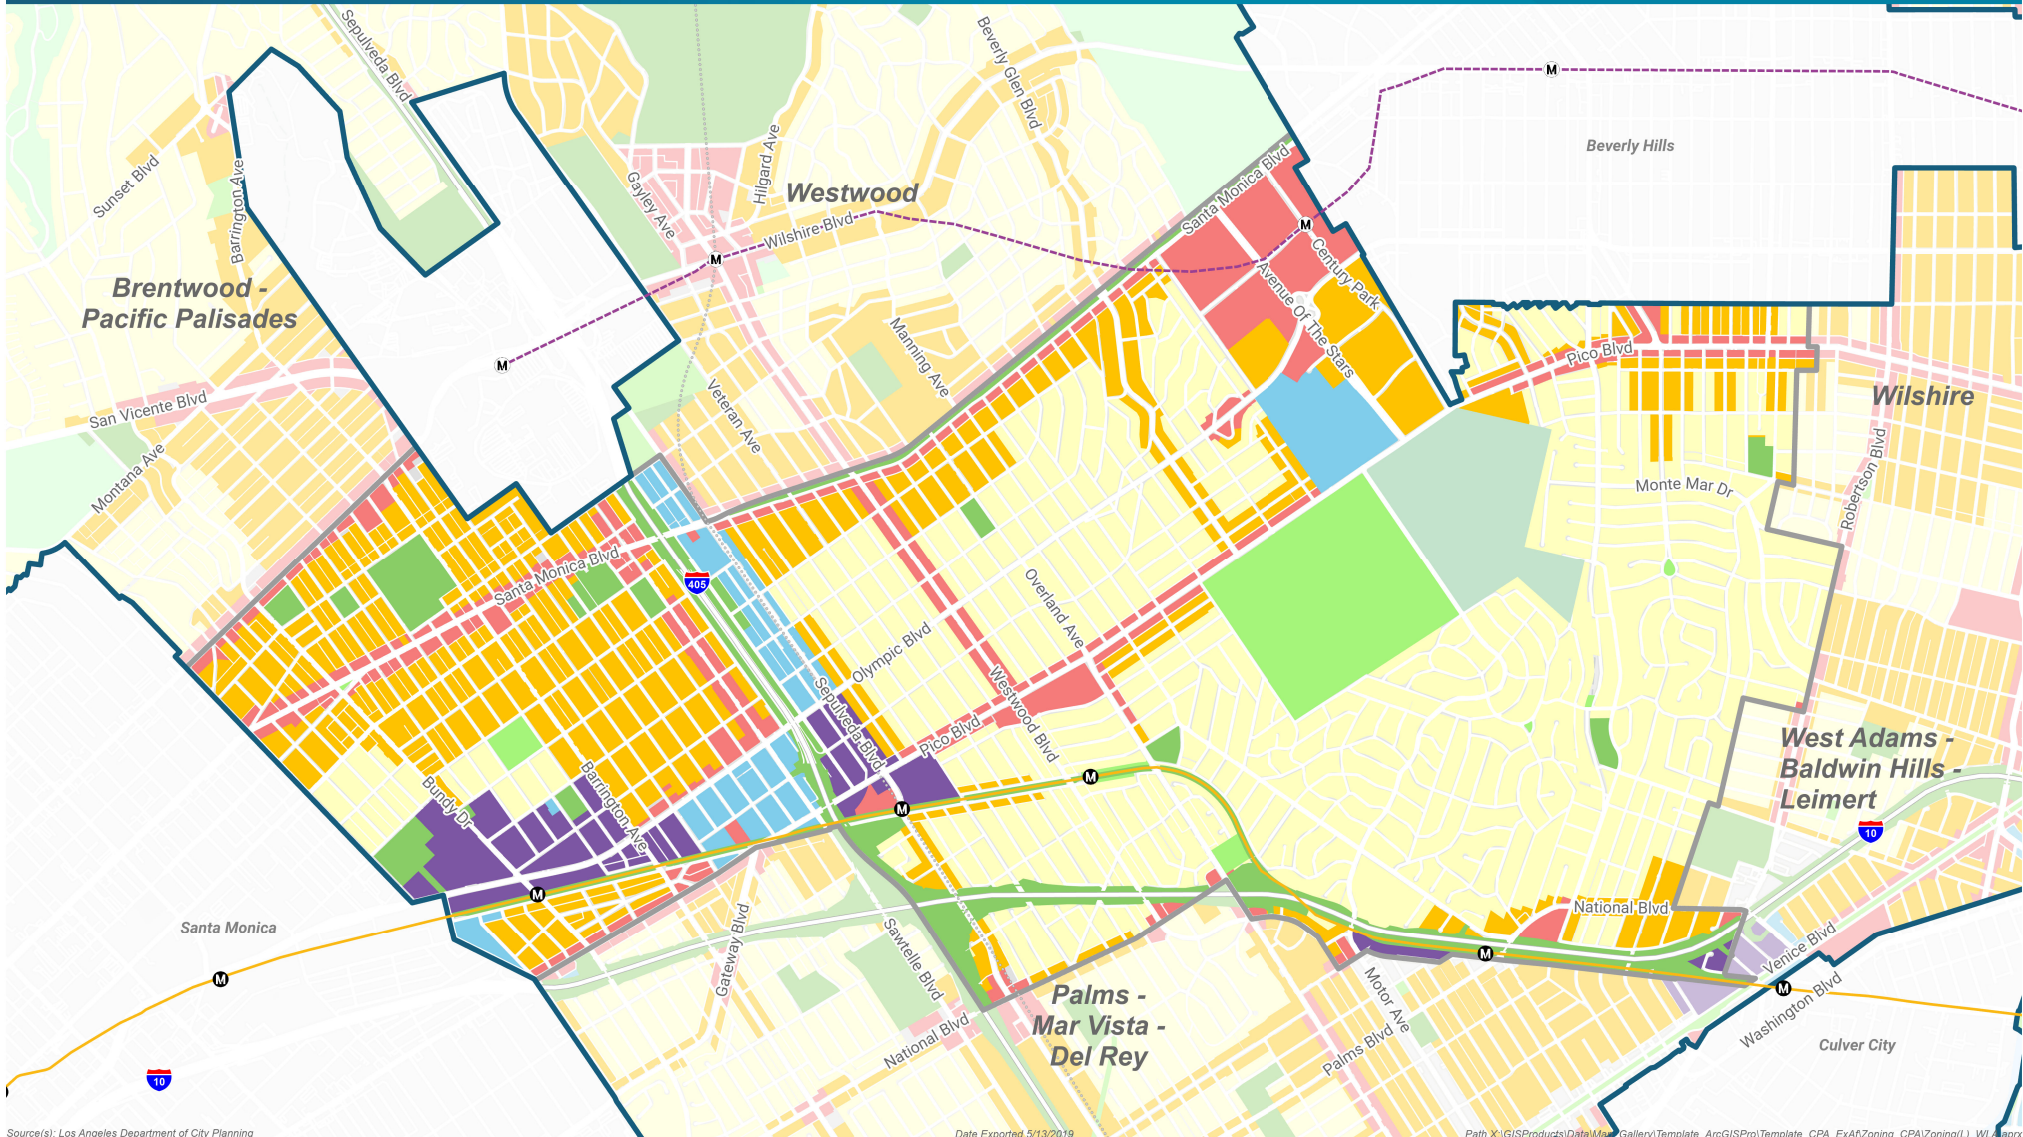 Sepulveda Blvd
Beverly Glen Blvd
M
Beverly Hills
Sunset Blvd
Barrington Ave
Gayley Ave
Hilgard Ave
Westwood
Wilshire Blvd
Santa Monica Blvd
M
M
Century Park
Avenue Of The Stars
Brentwood -
Pacific Palisades
M
Manning Ave
Veteran Ave
Pico Blvd
Wilshire
San Vicente Blvd
Montana Ave
Robertson Blvd
Monte Mar Dr
Santa Monica Blvd
405
Overland Ave
Olympic Blvd
Sepulveda Blvd
Westwood Blvd
Pico Blvd
West Adams -
Baldwin Hills -
Leimert
10
Bundy Dr
Barrington Ave
M
M
M
National Blvd
Santa Monica
Gateway Blvd
Sawtelle Blvd
M
Venice Blvd
M
M
Washington Blvd
Palms -
Mar Vista -
Del Rey
Motor Ave
National Blvd
Palms Blvd
Culver City
10
Source(s): Los Angeles Department of City Planning
Date Exported 5/13/2019